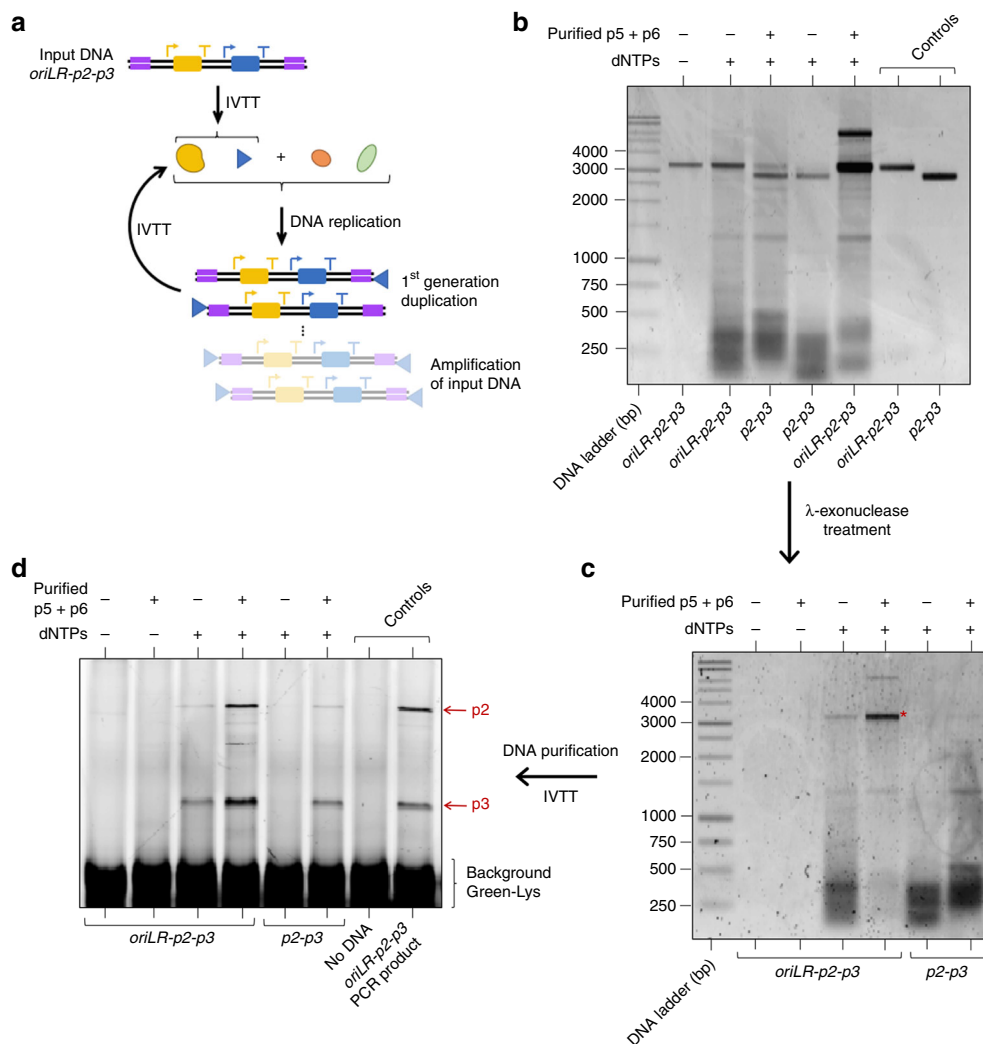 a
Input DNA
oriLR-p2-p3
IVTT
+
IVTT
DNA replication
1st generation
duplication
...
Amplification
of input DNA
b
Controls
Purified p5 + p6 – – + – +
dNTPs – + + + +
4000
3000
2000
1000
750
500
250
DNA ladder (bp)
oriLR-p2-p3
oriLR-p2-p3
p2-p3
p2-p3
oriLR-p2-p3
oriLR-p2-p3
p2-p3
λ-exonuclease
treatment
c
Purified p5 + p6 – + – + – +
dNTPs – – + + + +
4000
3000
2000
1000
750
500
250
*
DNA ladder (bp)
oriLR-p2-p3
p2-p3
DNA purification
IVTT
d
Controls
Purified
p5 + p6 – + – + – +
dNTPs – – + + + +
p2
p3
Background
Green-Lys
oriLR-p2-p3
p2-p3
No DNA
oriLR-p2-p3
PCR product